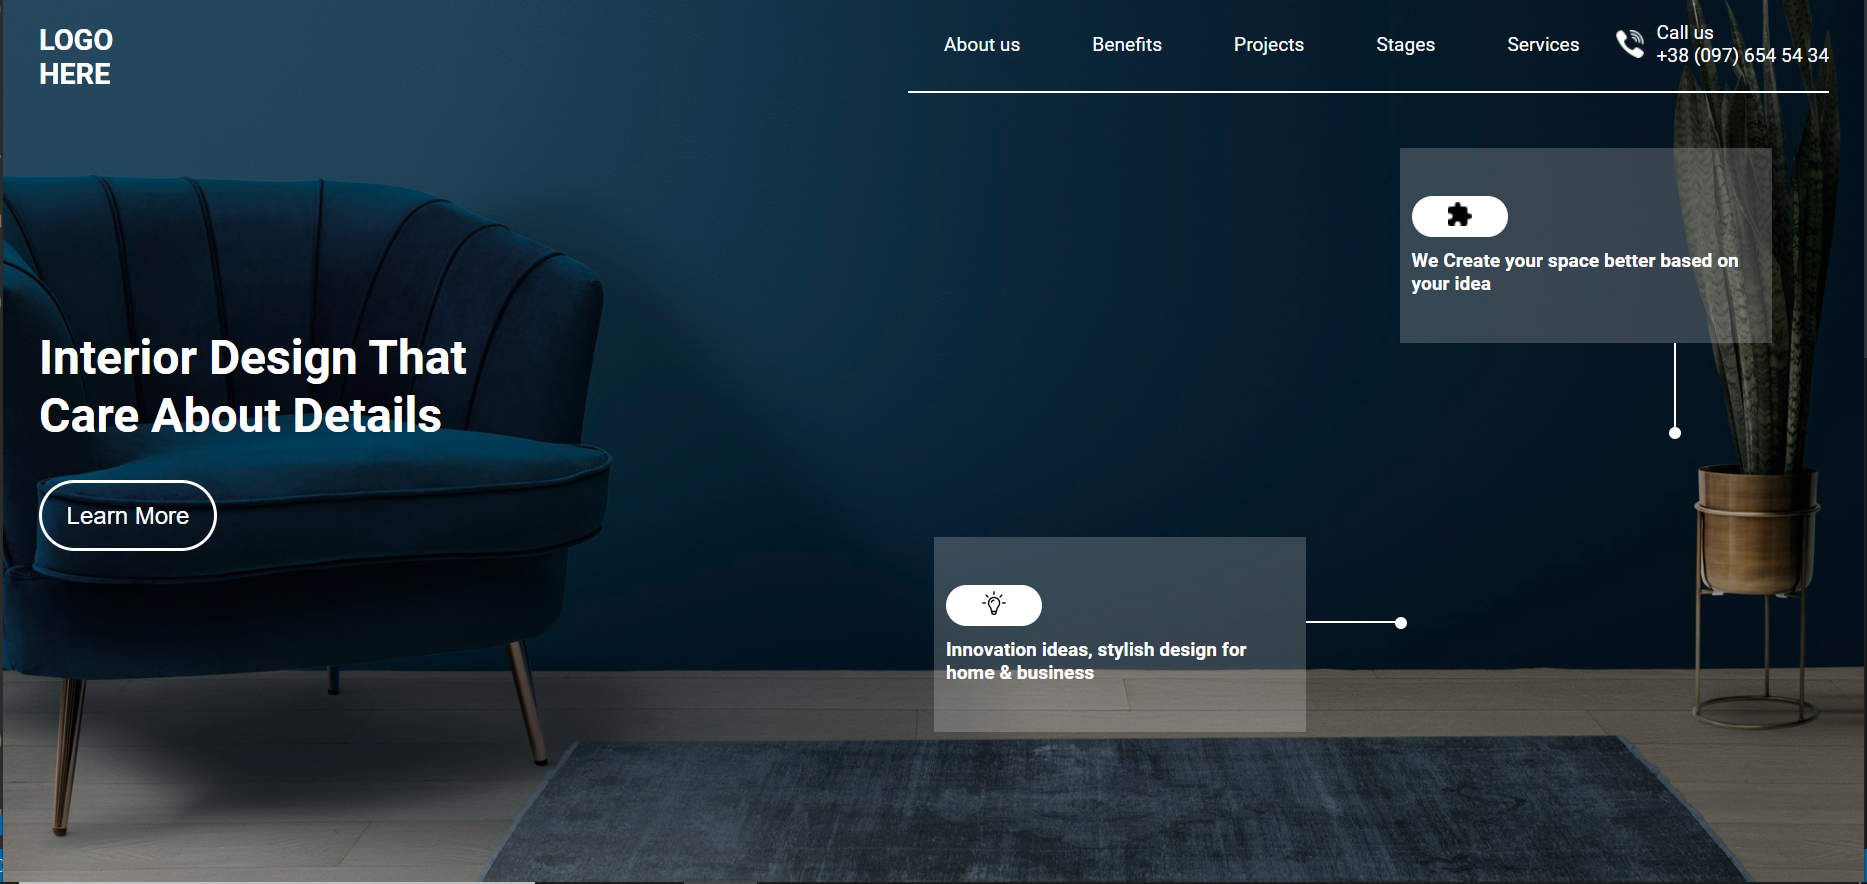 LOGO
HERE
About us
Benefits
Projects
Stages
Services
Call us
+38 (097) 654 54 34
We Create your space better based on
your idea
Interior Design That
Care About Details
Learn More
Innovation ideas, stylish design for
home & business